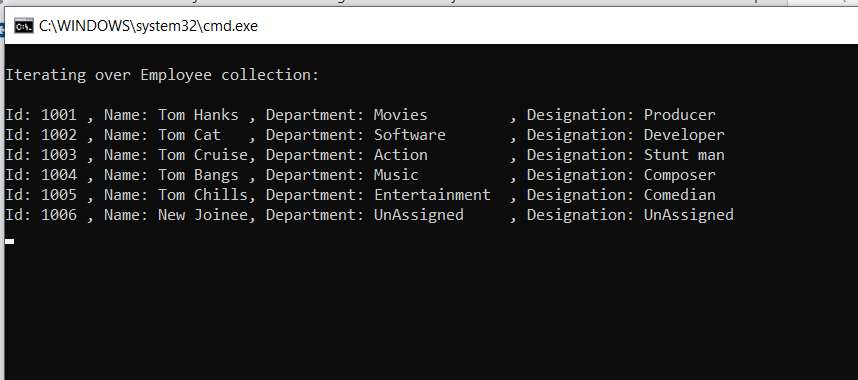 C:\WINDOWS\system32\cmd.exe
Iterating over Employee collection:
Id: 1001 , Name: Tom Hanks , Department: Movies         , Designation: Producer
Id: 1002 , Name: Tom Cat   , Department: Software       , Designation: Developer
Id: 1003 , Name: Tom Cruise, Department: Action         , Designation: Stunt man
Id: 1004 , Name: Tom Bangs , Department: Music          , Designation: Composer
Id: 1005 , Name: Tom Chills, Department: Entertainment  , Designation: Comedian
Id: 1006 , Name: New Joinee, Department: UnAssigned     , Designation: UnAssigned